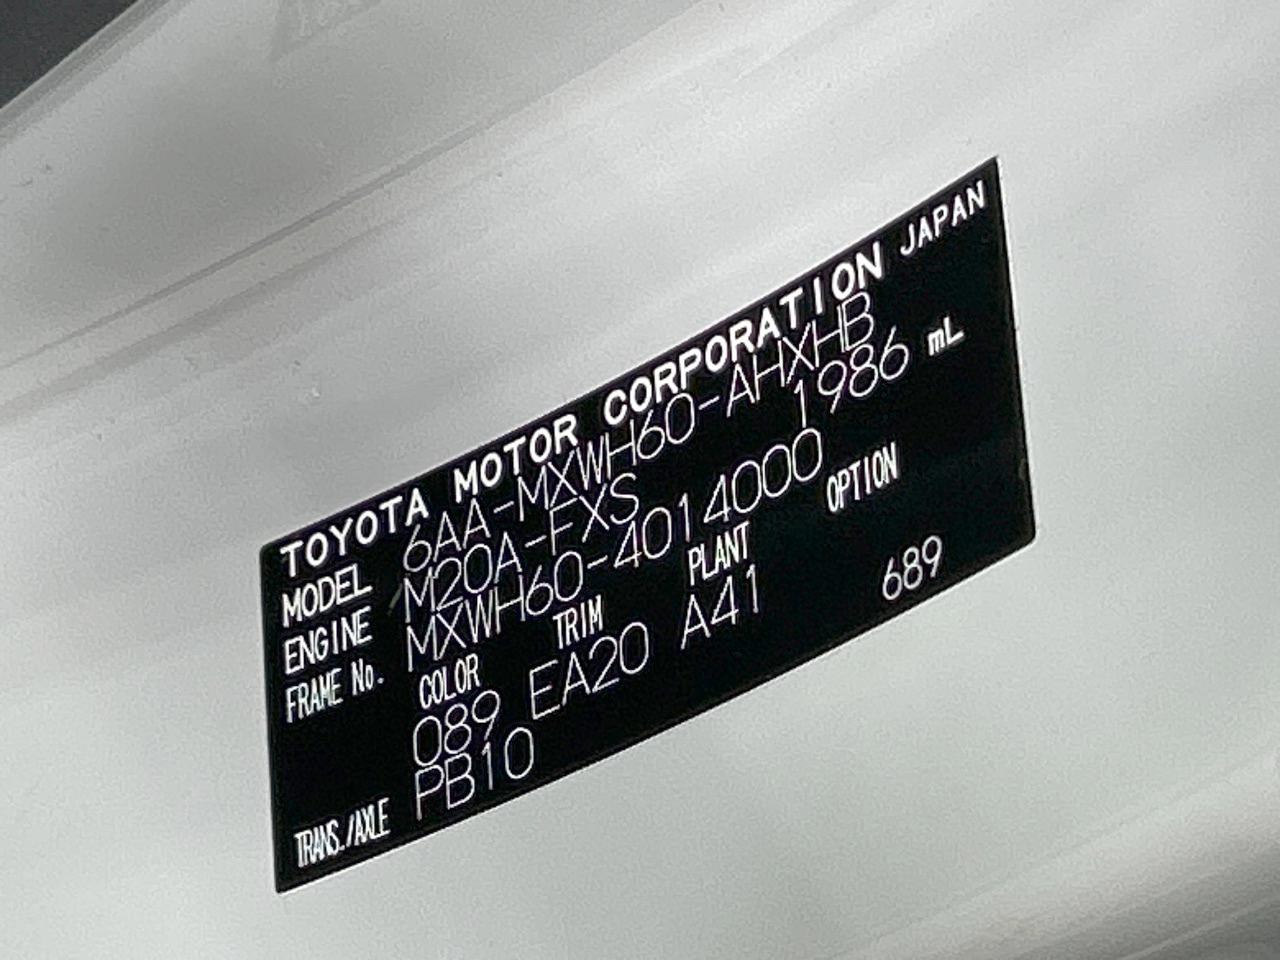 TOYOTA MOTOR CORPORATION JAPAN
MODEL 6AA-MXWH60-AHXHB
ENGINE M20A-FXS 1986 mL
FRAME No. MXWH60-4014000
COLOR TRIM PLANT OPTION
089 EA20 A41 689
TRANS./AXLE PB10